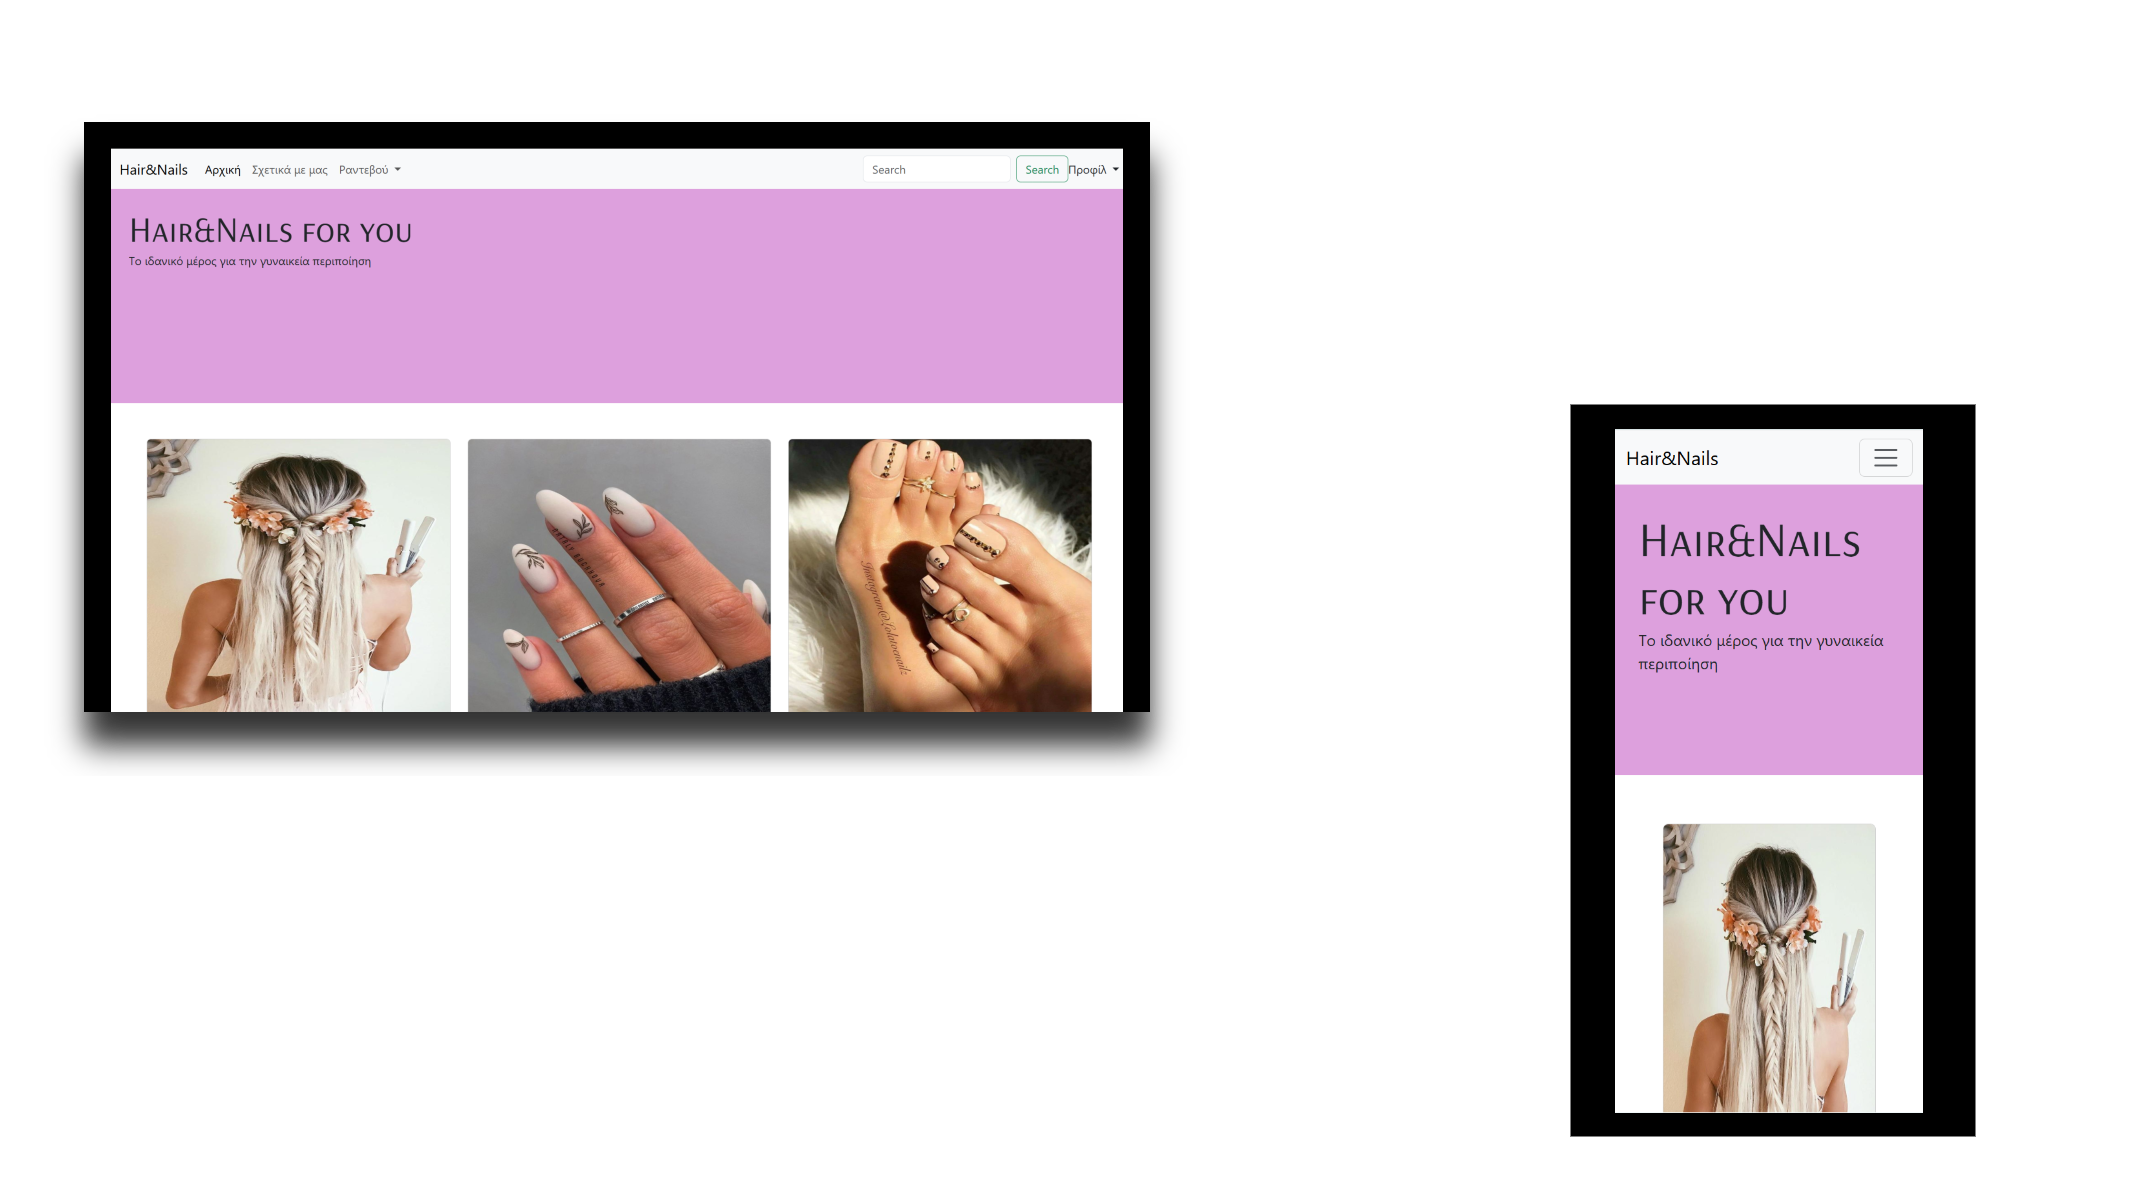 Hair&Nails Αρχική Σχετικά με μας Ραντεβού Search Search Προφίλ
Hair&Nails for you
Το ιδανικό μέρος για την γυναικεία περιποίηση
Hair&Nails
Hair&Nails
for you
Το ιδανικό μέρος για την γυναικεία
περιποίηση